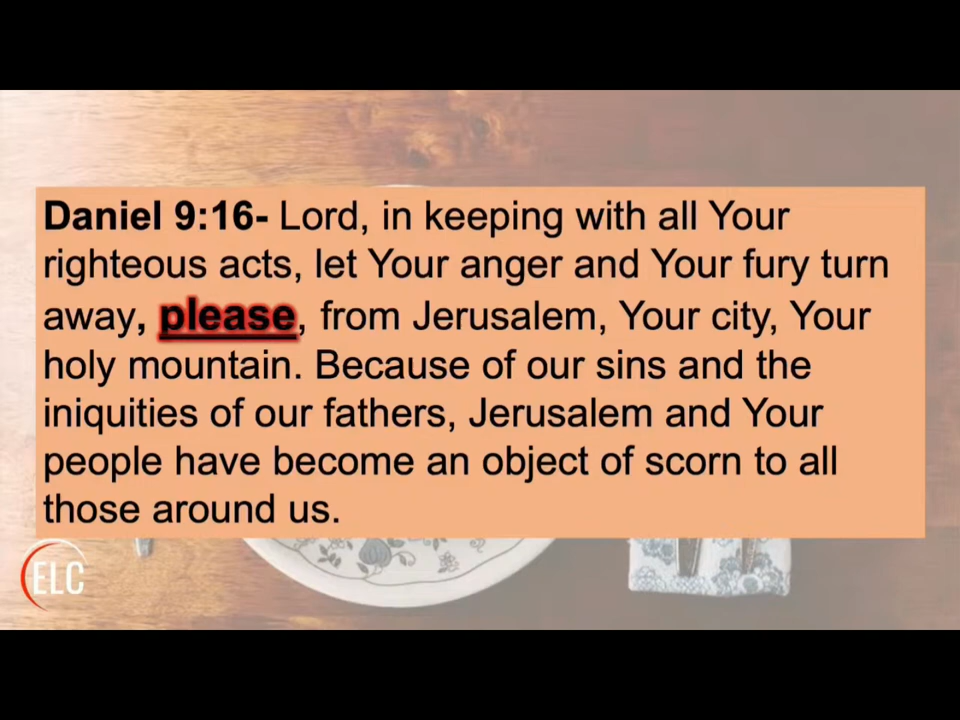 Daniel 9:16- Lord, in keeping with all Your
righteous acts, let Your anger and Your fury turn
away, please, from Jerusalem, Your city, Your
holy mountain. Because of our sins and the
iniquities of our fathers, Jerusalem and Your
people have become an object of scorn to all
those around us.
ELC